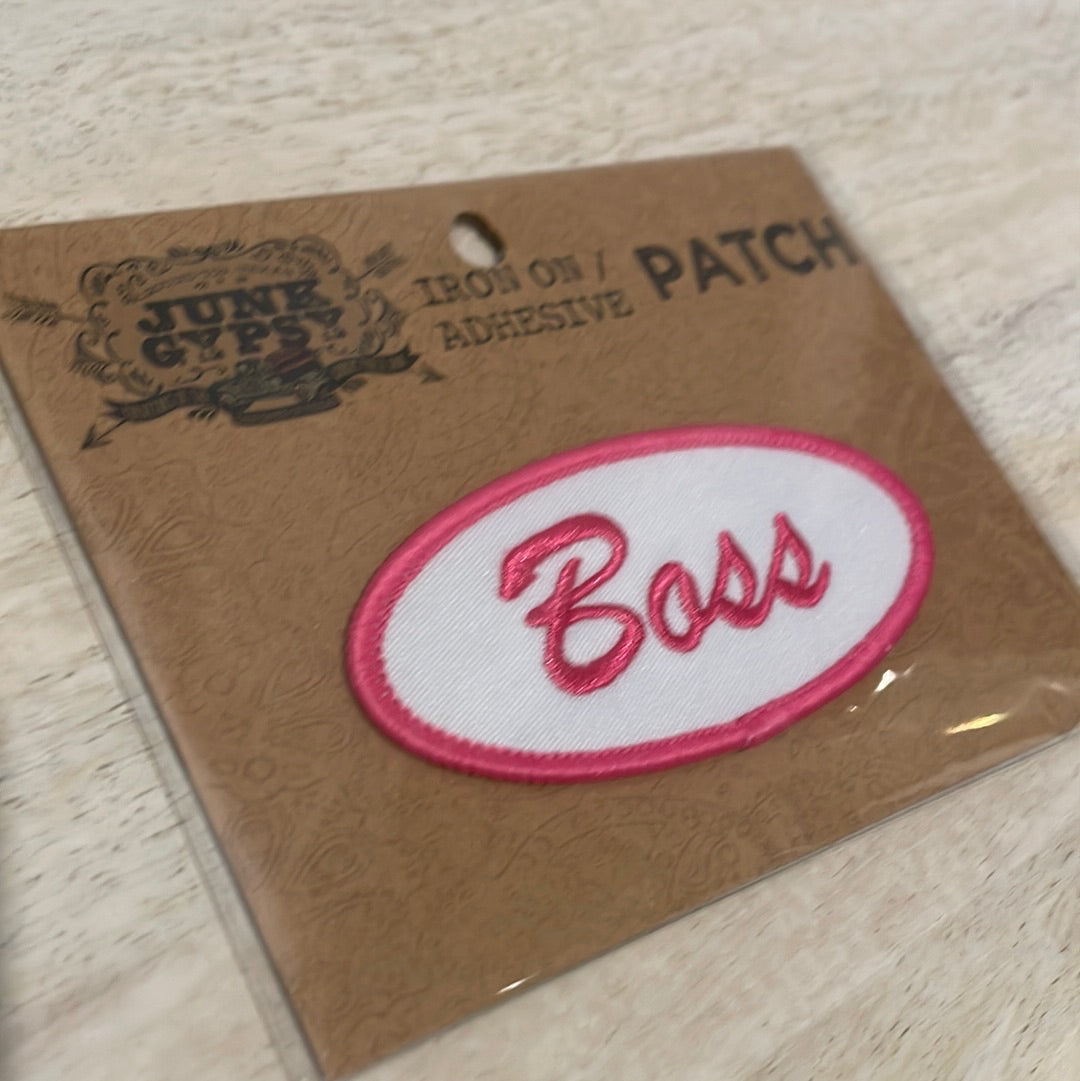 JUNK
GYPSY
IRON ON /
ADHESIVE
PATCH
Boss